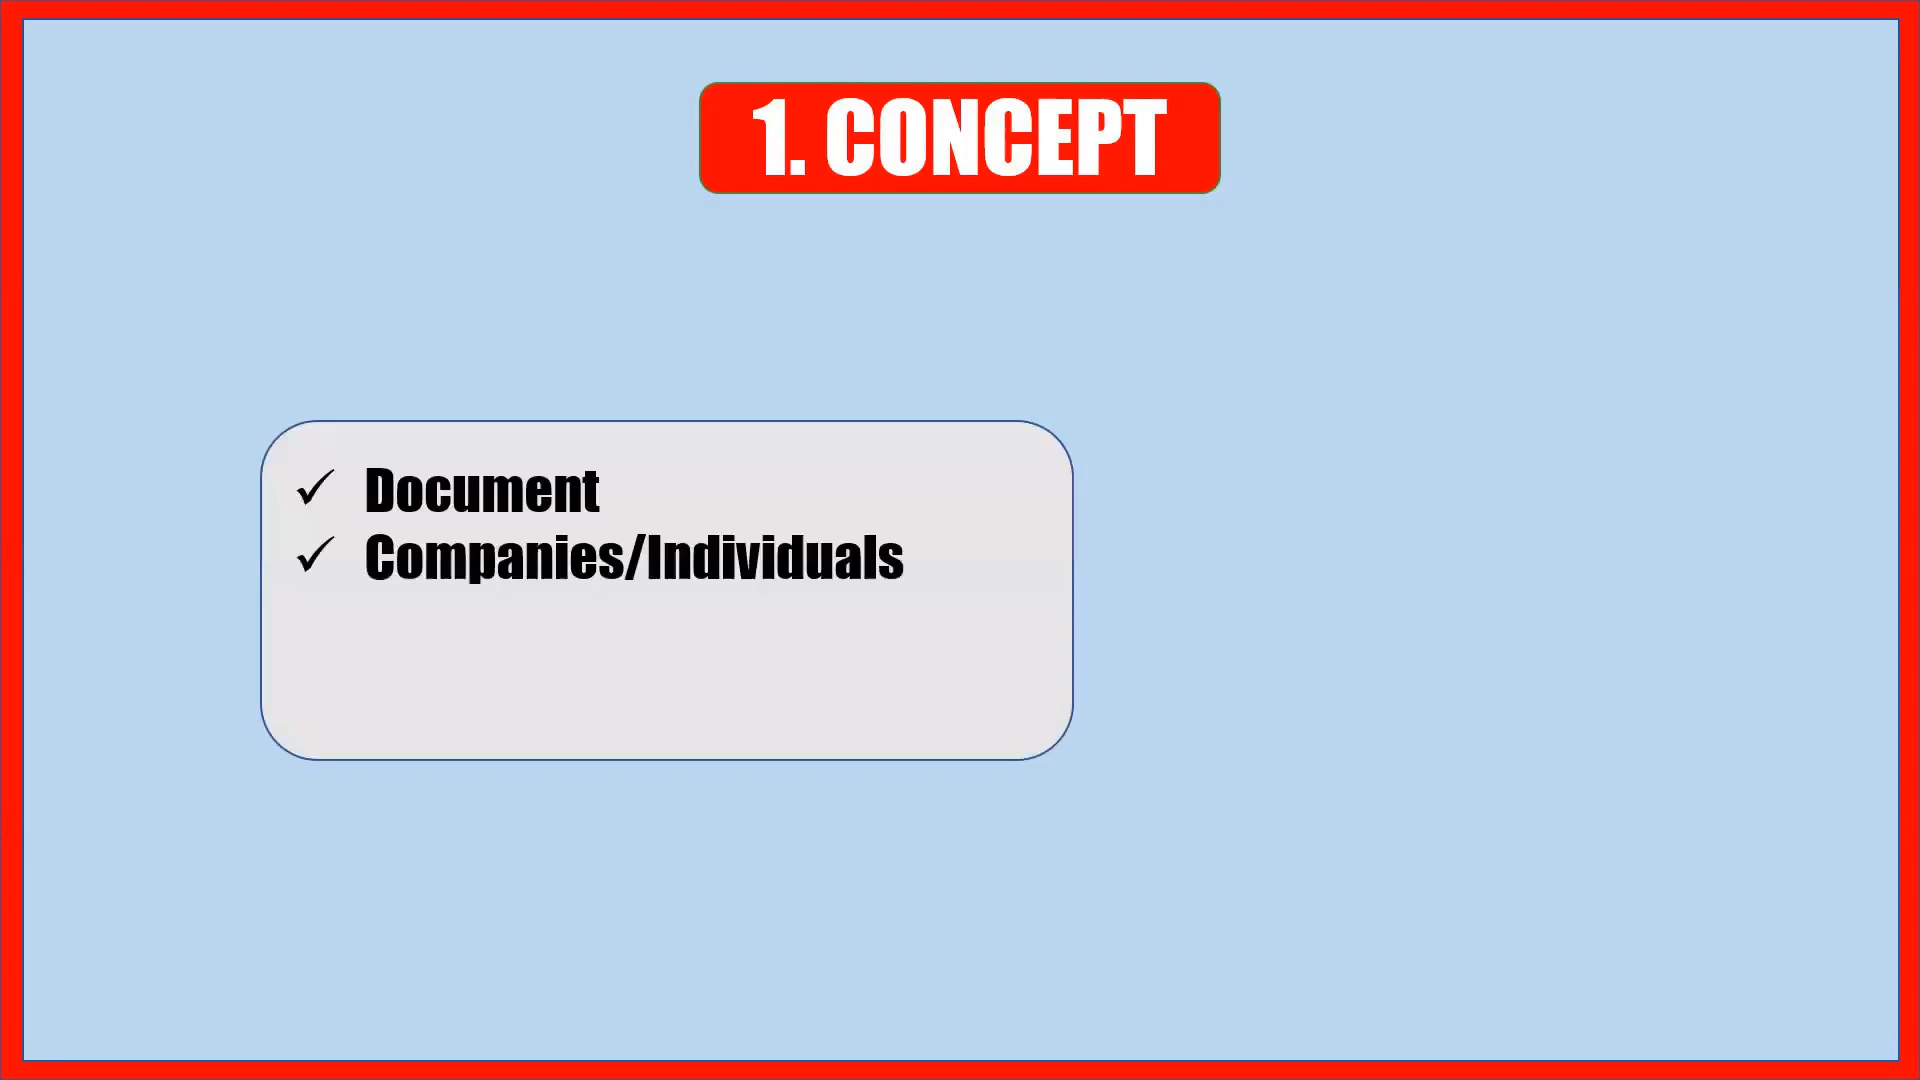 1. CONCEPT
✓ Document
✓ Companies/Individuals